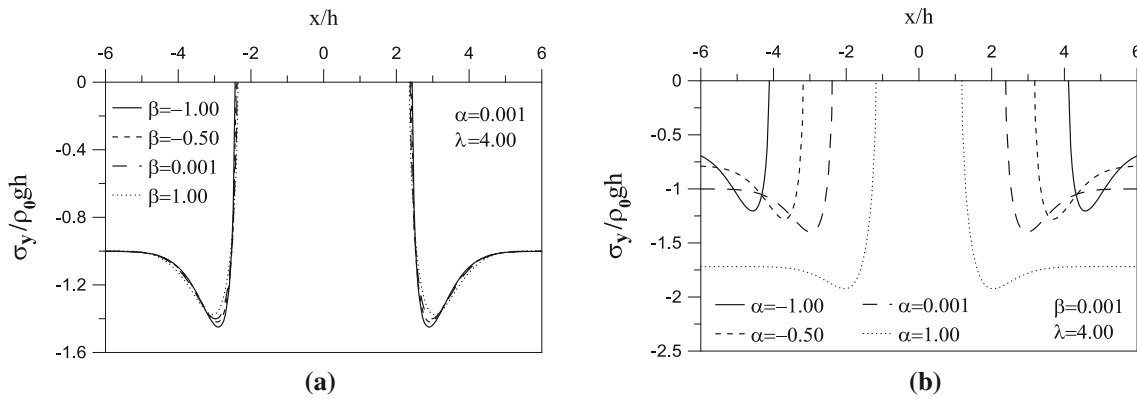 x/h
-6 -4 -2 0 2 4 6
0
-0.4
-0.8
-1.2
-1.6
σy/ρ0gh
β=−1.00
β=−0.50
β=0.001
β=1.00
α=0.001
λ=4.00
(a)
x/h
-6 -4 -2 0 2 4 6
0
-0.5
-1
-1.5
-2
-2.5
σy/ρ0gh
α=−1.00 α=0.001 β=0.001
α=−0.50 α=1.00 λ=4.00
(b)